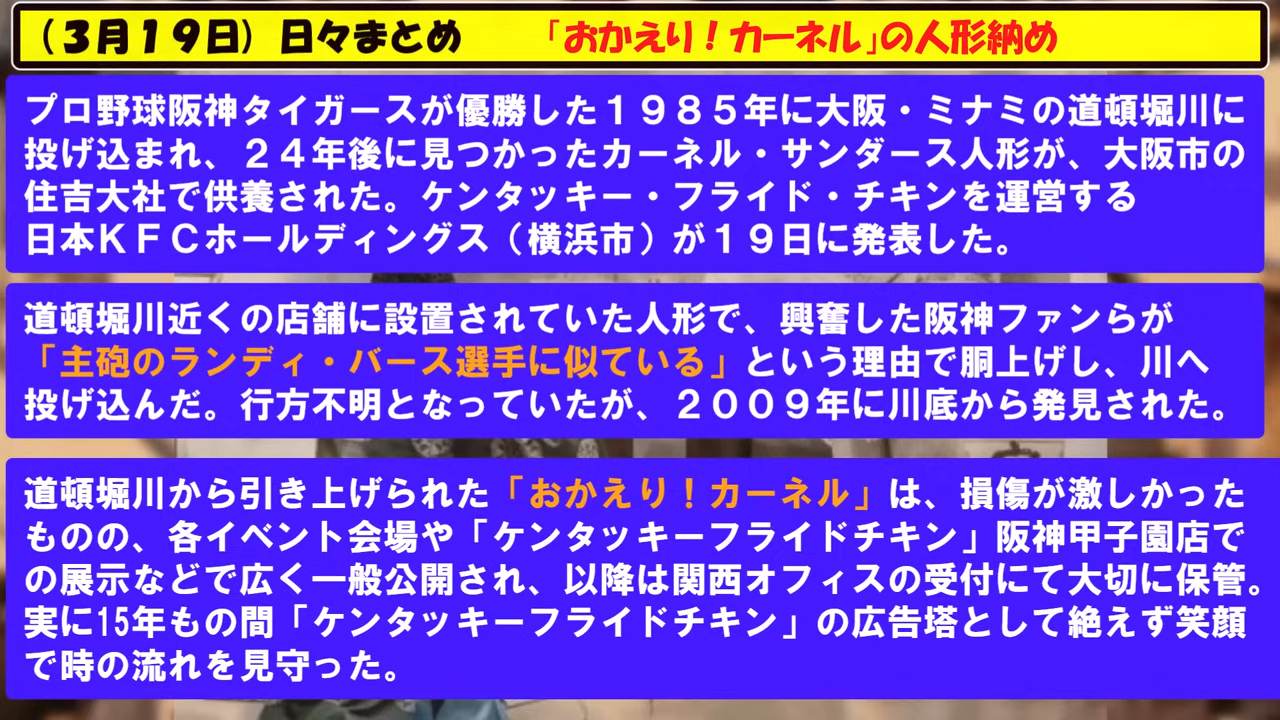 （３月１９日）日々まとめ　「おかえり！カーネル」の人形納め
プロ野球阪神タイガースが優勝した１９８５年に大阪・ミナミの道頓堀川に
投げ込まれ、２４年後に見つかったカーネル・サンダース人形が、大阪市の
住吉大社で供養された。ケンタッキー・フライド・チキンを運営する
日本ＫＦＣホールディングス（横浜市）が１９日に発表した。
道頓堀川近くの店舗に設置されていた人形で、興奮した阪神ファンらが
「主砲のランディ・バース選手に似ている」という理由で胴上げし、川へ
投げ込んだ。行方不明となっていたが、２００９年に川底から発見された。
道頓堀川から引き上げられた「おかえり！カーネル」は、損傷が激しかった
ものの、各イベント会場や「ケンタッキーフライドチキン」阪神甲子園店で
の展示などで広く一般公開され、以降は関西オフィスの受付にて大切に保管。
実に15年もの間「ケンタッキーフライドチキン」の広告塔として絶えず笑顔
で時の流れを見守った。